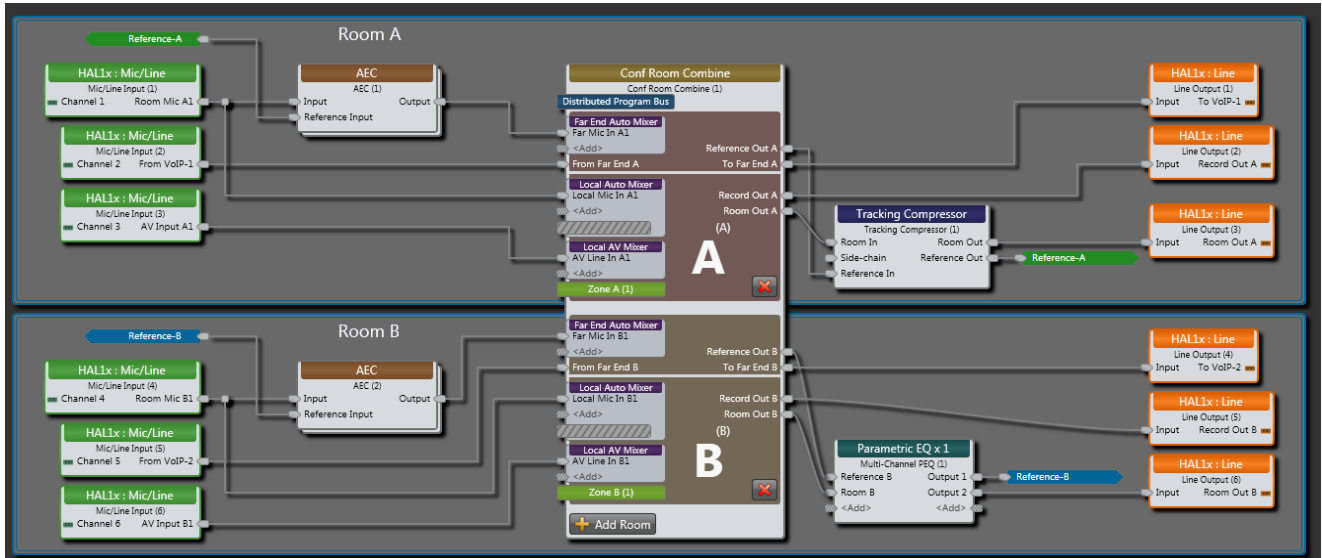 Room A
Reference-A
HAL1x : Mic/Line
Mic/Line Input (1)
Channel 1 Room Mic A1
HAL1x : Mic/Line
Mic/Line Input (2)
Channel 2 From VoIP-1
HAL1x : Mic/Line
Mic/Line Input (3)
Channel 3 AV Input A1
AEC
AEC (1)
Input Output
Reference Input
Conf Room Combine
Conf Room Combine (1)
Distributed Program Bus
Far End Auto Mixer
Far Mic In A1
<Add> Reference Out A
From Far End A To Far End A
Local Auto Mixer
Local Mic In A1 Record Out A
<Add> Room Out A
(A)
Local AV Mixer
AV Line In A1
A
<Add>
Zone A (1)
Tracking Compressor
Tracking Compressor (1)
Room In Room Out
Side-chain Reference Out
Reference In
Reference-A
HAL1x : Line
Line Output (1)
Input To VoIP-1
HAL1x : Line
Line Output (2)
Input Record Out A
HAL1x : Line
Line Output (3)
Input Room Out A
Room B
Reference-B
HAL1x : Mic/Line
Mic/Line Input (4)
Channel 4 Room Mic B1
HAL1x : Mic/Line
Mic/Line Input (5)
Channel 5 From VoIP-2
HAL1x : Mic/Line
Mic/Line Input (6)
Channel 6 AV Input B1
AEC
AEC (2)
Input Output
Reference Input
Far End Auto Mixer
Far Mic In B1
<Add> Reference Out B
From Far End B To Far End B
Local Auto Mixer
Local Mic In B1 Record Out B
<Add> Room Out B
(B)
Local AV Mixer
AV Line In B1
B
<Add>
Zone B (1)
Add Room
Parametric EQ x 1
Multi-Channel PEQ (1)
Reference B Output 1
Room B Output 2
<Add> <Add>
Reference-B
HAL1x : Line
Line Output (4)
Input To VoIP-2
HAL1x : Line
Line Output (5)
Input Record Out B
HAL1x : Line
Line Output (6)
Input Room Out B